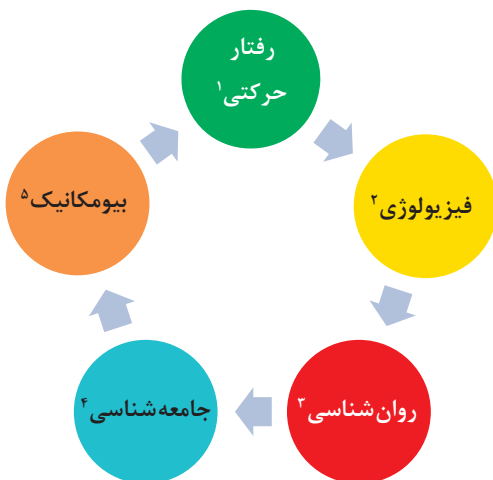 رفتار
حرکتی۱
فیزیولوژی۲
روان‌شناسی۳
جامعه‌شناسی۴
بیومکانیک۵